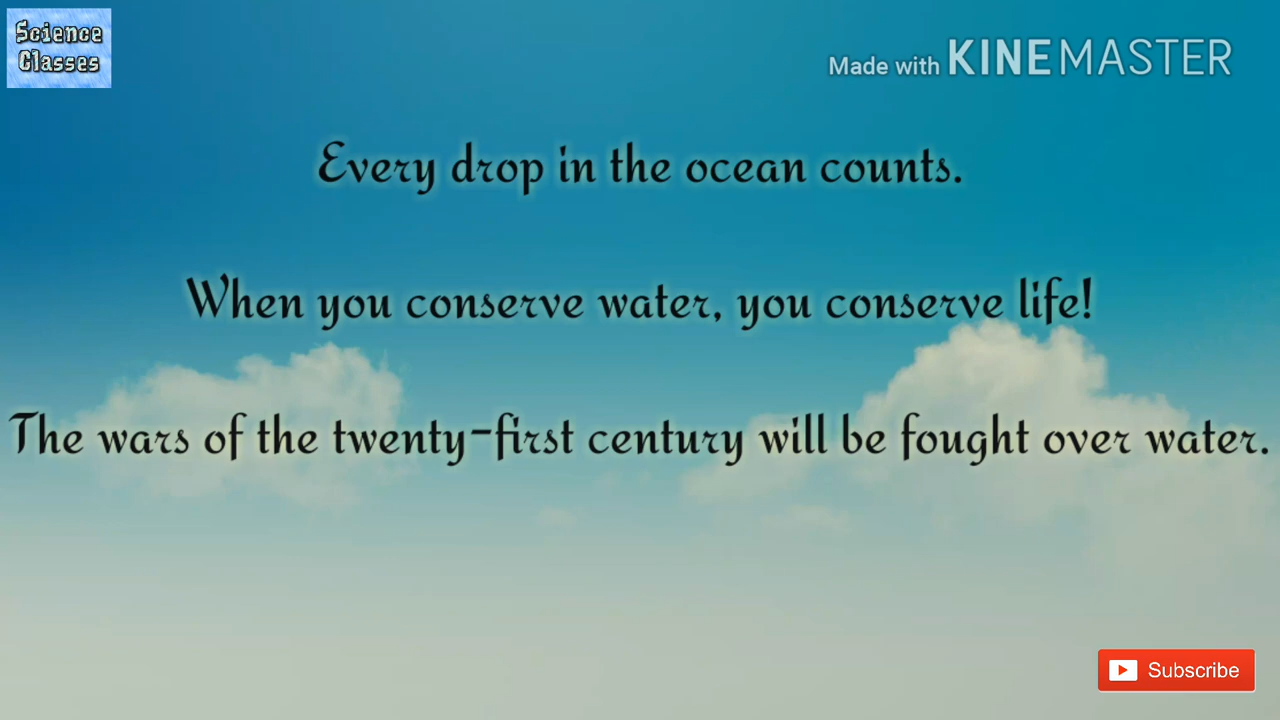 Science
Classes
Made with KINEMASTER
Every drop in the ocean counts.
When you conserve water, you conserve life!
The wars of the twenty-first century will be fought over water.
Subscribe